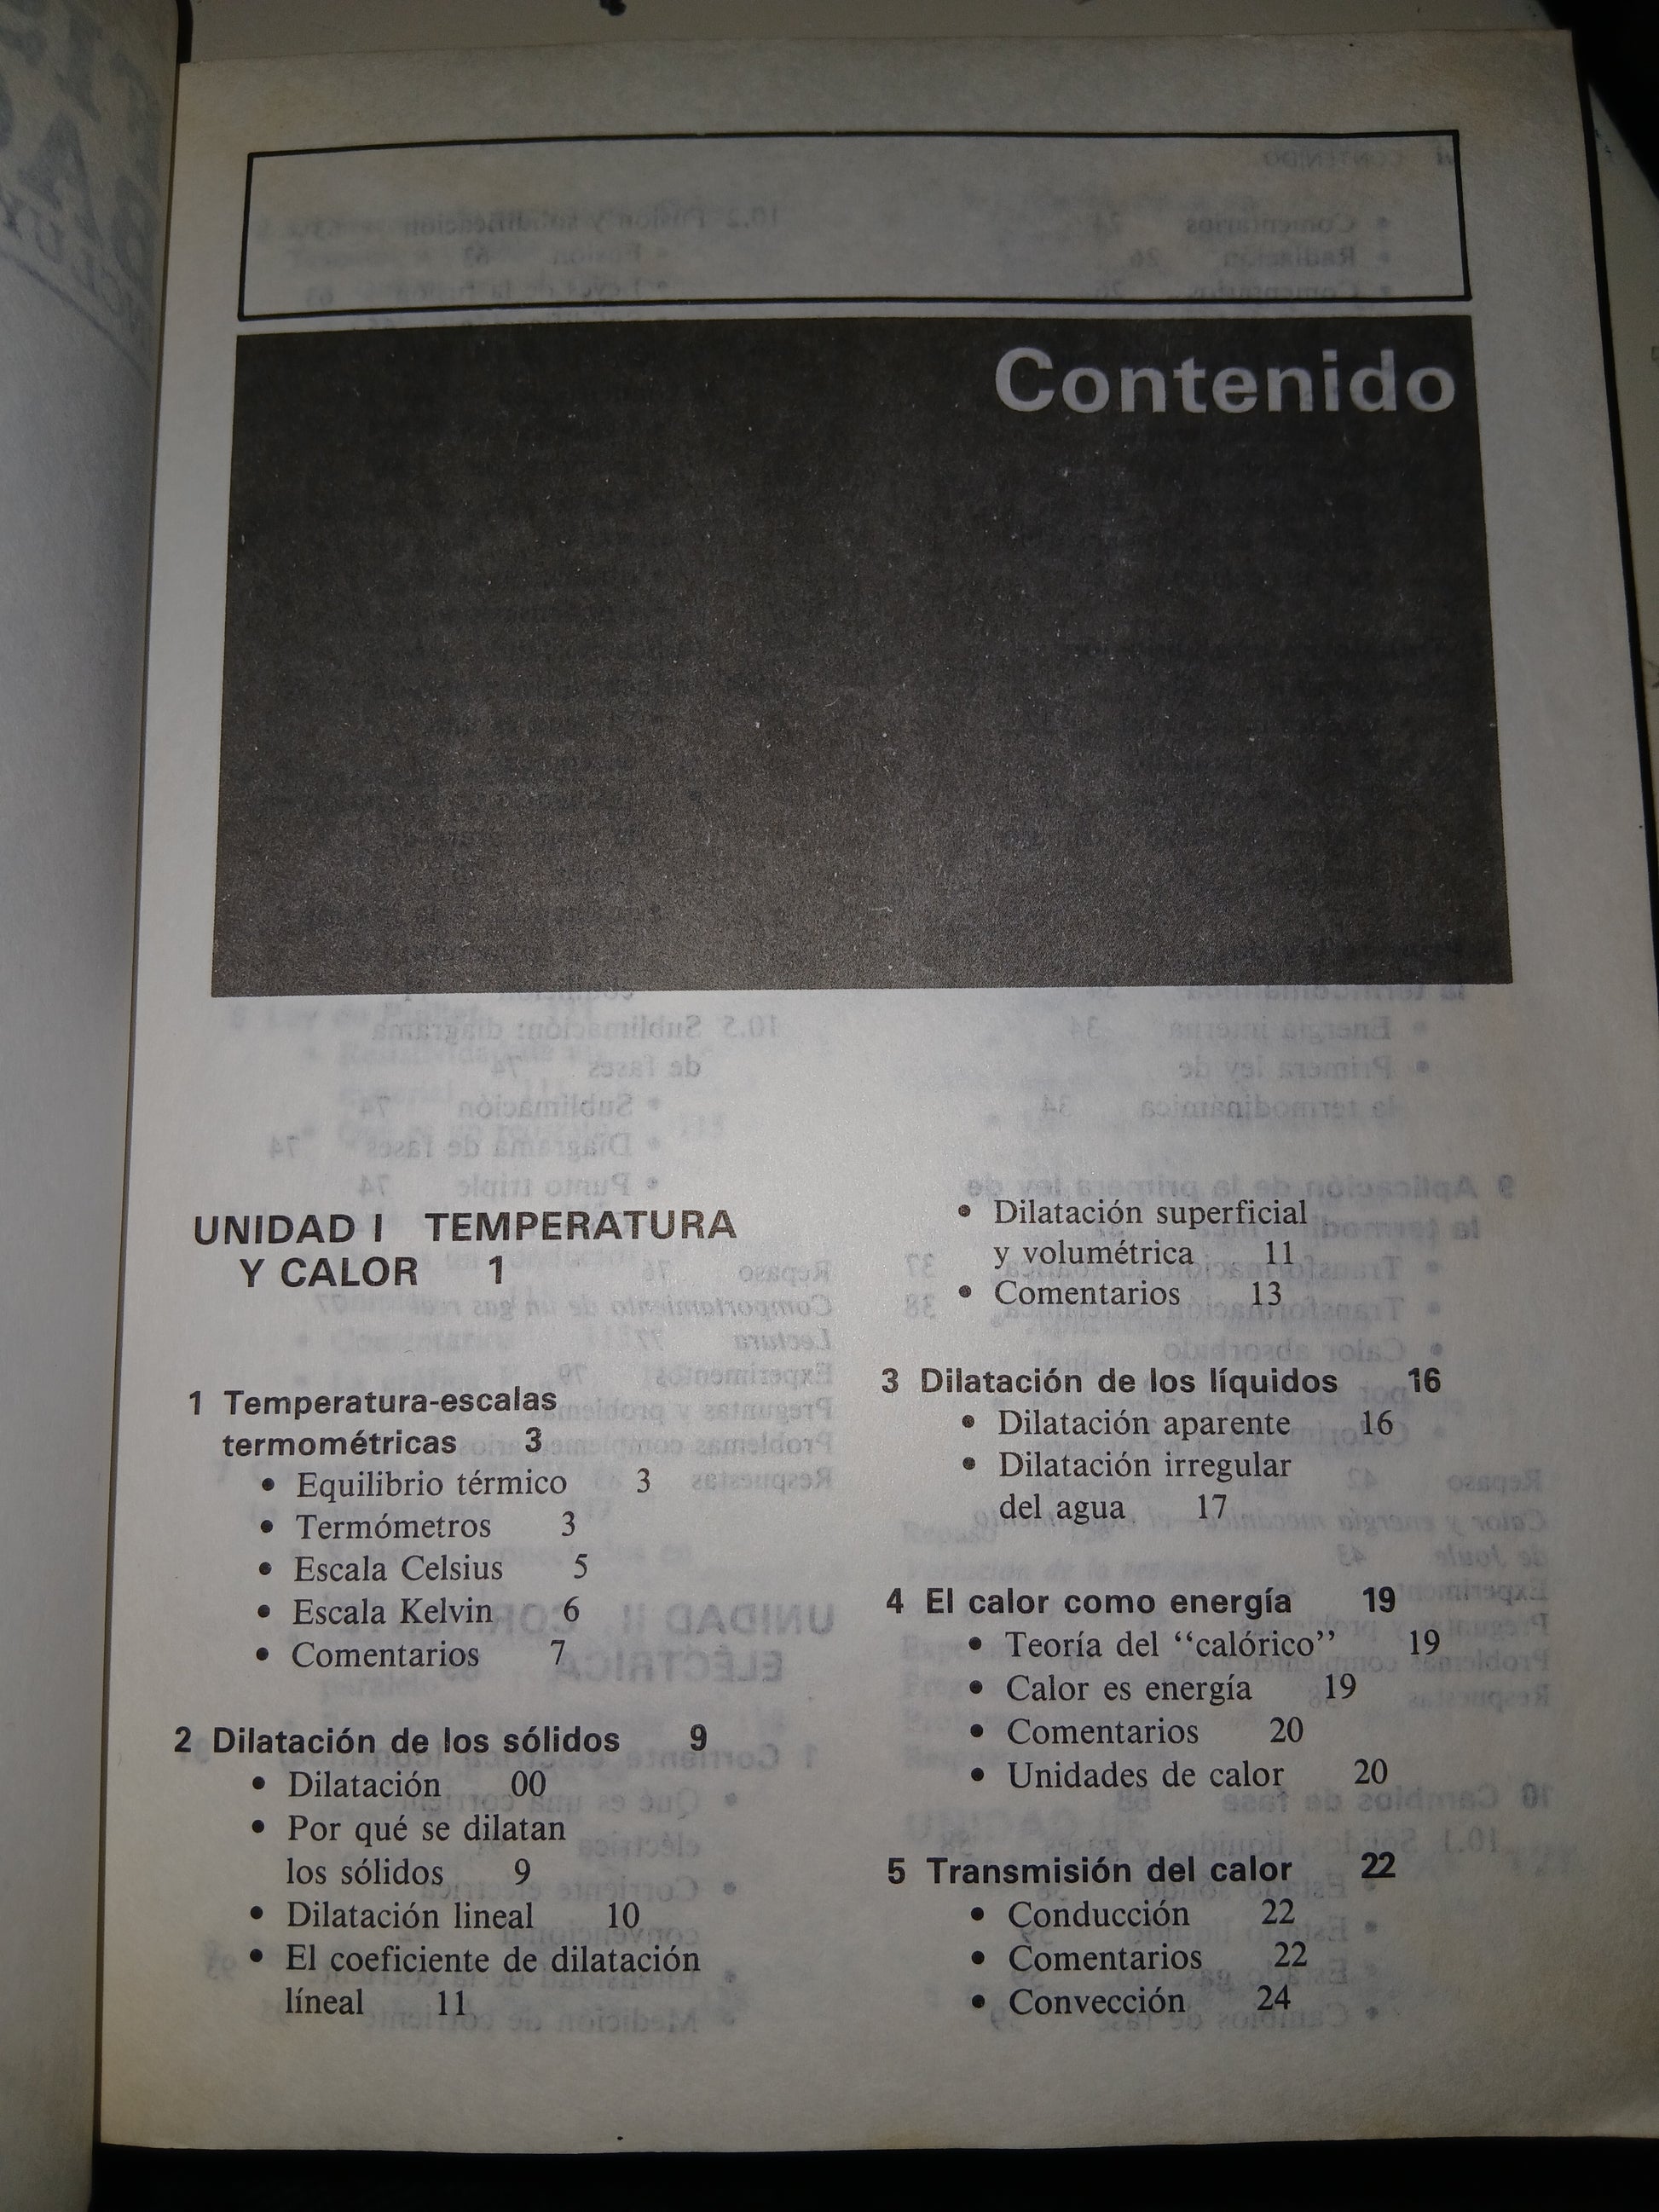 Contenido
UNIDAD I TEMPERATURA
Y CALOR 1
1 Temperatura-escalas
termométricas 3
• Equilibrio térmico 3
• Termómetros 3
• Escala Celsius 5
• Escala Kelvin 6
• Comentarios 7
2 Dilatación de los sólidos 9
• Dilatación 00
• Por qué se dilatan
los sólidos 9
• Dilatación lineal 10
• El coeficiente de dilatación
líneal 11
• Dilatación superficial
y volumétrica 11
• Comentarios 13
3 Dilatación de los líquidos 16
• Dilatación aparente 16
• Dilatación irregular
del agua 17
4 El calor como energía 19
• Teoría del “calórico” 19
• Calor es energía 19
• Comentarios 20
• Unidades de calor 20
5 Transmisión del calor 22
• Conducción 22
• Comentarios 22
• Convección 24